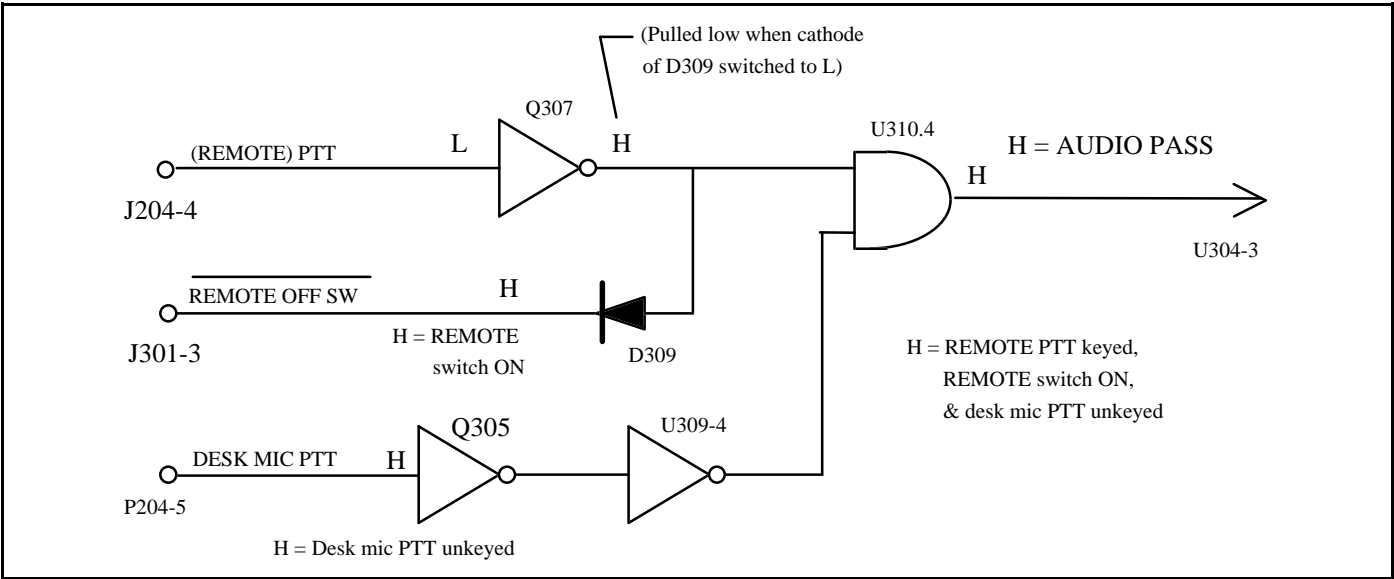 (Pulled low when cathode
of D309 switched to L)
Q307
U310.4
(REMOTE) PTT
L
H
H = AUDIO PASS
H
J204-4
U304-3
REMOTE OFF SW
H
J301-3
H = REMOTE
switch ON
D309
H = REMOTE PTT keyed,
REMOTE switch ON,
& desk mic PTT unkeyed
Q305
U309-4
DESK MIC PTT
H
P204-5
H = Desk mic PTT unkeyed